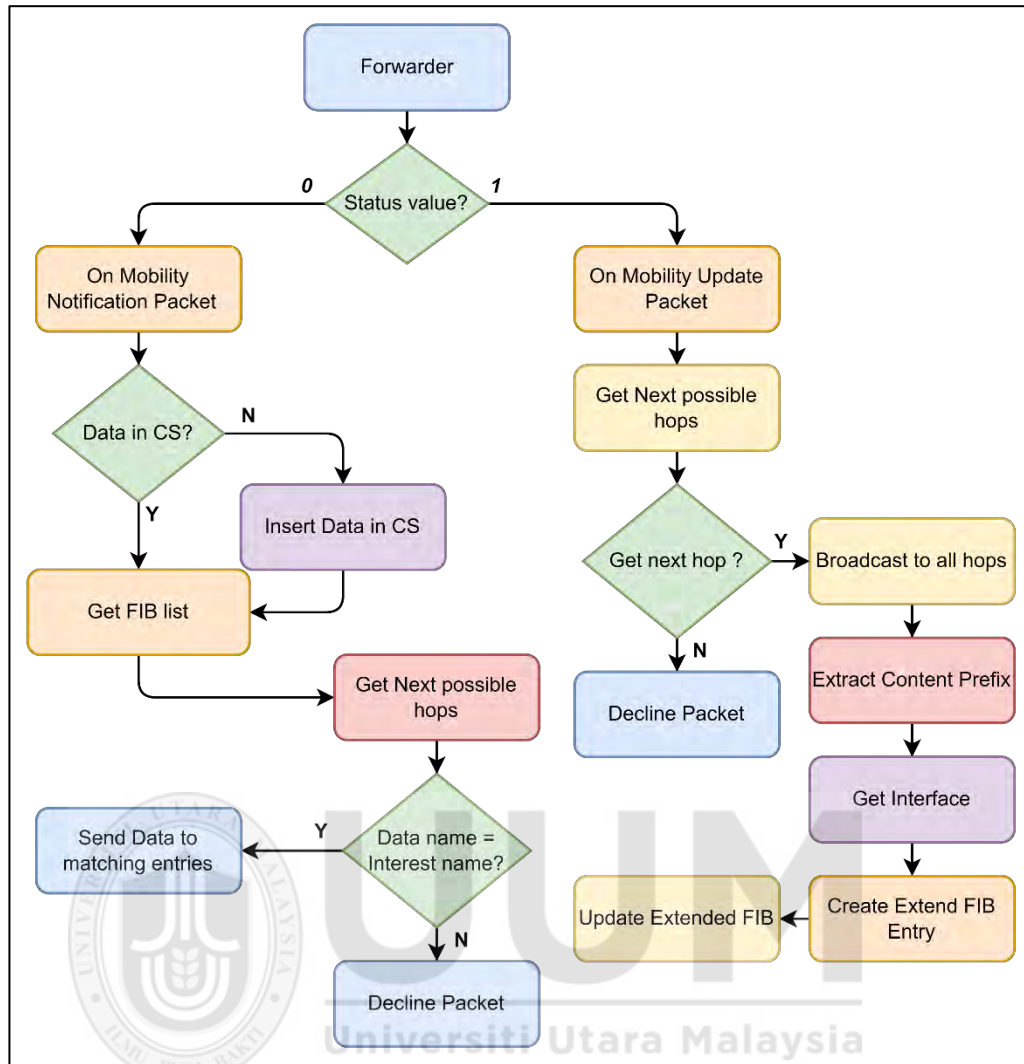 Forwarder
0
Status value?
1
On Mobility
Notification Packet
On Mobility Update
Packet
Data in CS?
N
Y
Insert Data in CS
Get FIB list
Get Next possible
hops
Get Next possible
hops
Get next hop ?
Y
Broadcast to all hops
N
Decline Packet
Extract Content Prefix
Get Interface
Create Extend FIB
Entry
Update Extended FIB
Data name =
Interest name?
Y
Send Data to
matching entries
N
Decline Packet
UUM
Universiti Utara Malaysia
UNIVERSITI UTARA MALAYSIA